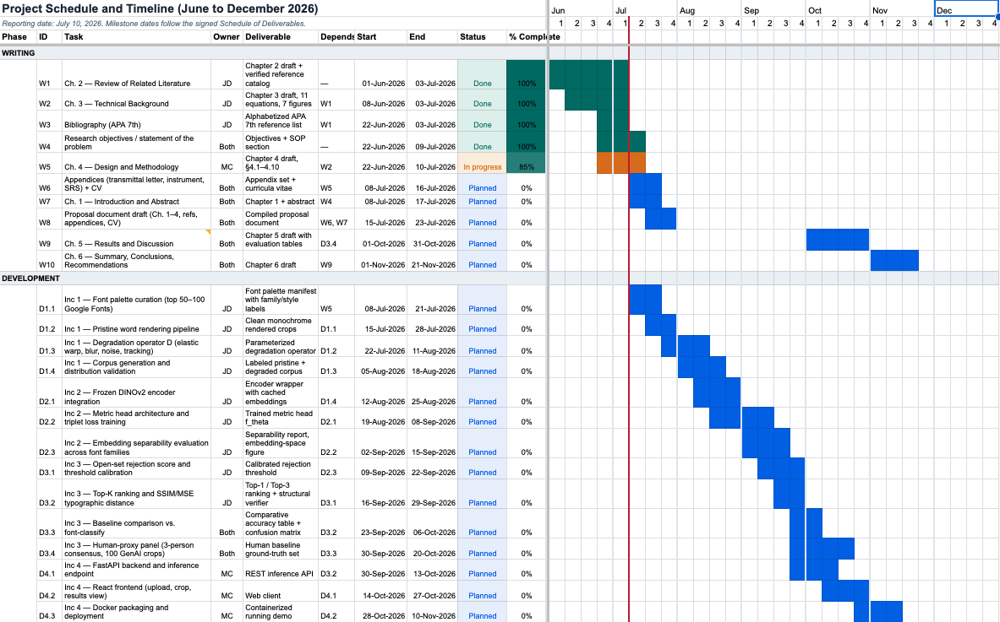 Project Schedule and Timeline (June to December 2026)
Jun Jul Aug Sep Oct Nov Dec
Reporting date: July 10, 2026. Milestone dates follow the signed Schedule of Deliverables.
1 2 3 4 1 2 3 4 1 2 3 4 1 2 3 4 1 2 3 4 1 2 3 4 1 2 3 4
Phase ID Task Owner Deliverable Depends Start End Status % Complete
WRITING
W1 Ch. 2 — Review of Related Literature JD Chapter 2 draft + verified reference catalog — 01-Jun-2026 03-Jul-2026 Done 100%
W2 Ch. 3 — Technical Background JD Chapter 3 draft, 11 equations, 7 figures W1 08-Jun-2026 03-Jul-2026 Done 100%
W3 Bibliography (APA 7th) JD Alphabetized APA 7th reference list W1 22-Jun-2026 03-Jul-2026 Done 100%
W4 Research objectives / statement of the problem Both Objectives + SOP section — 22-Jun-2026 09-Jul-2026 Done 100%
W5 Ch. 4 — Design and Methodology MC Chapter 4 draft, §4.1–4.10 W2 22-Jun-2026 10-Jul-2026 In progress 85%
W6 Appendices (transmittal letter, instrument, SRS) + CV Both Appendix set + curricula vitae W5 08-Jul-2026 16-Jul-2026 Planned 0%
W7 Ch. 1 — Introduction and Abstract Both Chapter 1 + abstract W4 08-Jul-2026 17-Jul-2026 Planned 0%
W8 Proposal document draft (Ch. 1–4, refs, appendices, CV) Both Compiled proposal document W6, W7 15-Jul-2026 23-Jul-2026 Planned 0%
W9 Ch. 5 — Results and Discussion Both Chapter 5 draft with evaluation tables D3.4 01-Oct-2026 31-Oct-2026 Planned 0%
W10 Ch. 6 — Summary, Conclusions, Recommendations Both Chapter 6 draft W9 01-Nov-2026 21-Nov-2026 Planned 0%
DEVELOPMENT
D1.1 Inc 1 — Font palette curation (top 50–100 Google Fonts) JD Font palette manifest with family/style labels W5 08-Jul-2026 21-Jul-2026 Planned 0%
D1.2 Inc 1 — Pristine word rendering pipeline JD Clean monochrome rendered crops D1.1 15-Jul-2026 28-Jul-2026 Planned 0%
D1.3 Inc 1 — Degradation operator D (elastic warp, blur, noise, tracking) JD Parameterized degradation operator D1.2 22-Jul-2026 11-Aug-2026 Planned 0%
D1.4 Inc 1 — Corpus generation and distribution validation JD Labeled pristine + degraded corpus D1.3 05-Aug-2026 18-Aug-2026 Planned 0%
D2.1 Inc 2 — Frozen DINOv2 encoder integration JD Encoder wrapper with cached embeddings D1.4 12-Aug-2026 25-Aug-2026 Planned 0%
D2.2 Inc 2 — Metric head architecture and triplet loss training JD Trained metric head f_theta D2.1 19-Aug-2026 08-Sep-2026 Planned 0%
D2.3 Inc 2 — Embedding separability evaluation across font families JD Separability report, embedding-space figure D2.2 02-Sep-2026 15-Sep-2026 Planned 0%
D3.1 Inc 3 — Open-set rejection score and threshold calibration JD Calibrated rejection threshold D2.3 09-Sep-2026 22-Sep-2026 Planned 0%
D3.2 Inc 3 — Top-K ranking and SSIM/MSE typographic distance JD Top-1 / Top-3 ranking + structural verifier D3.1 16-Sep-2026 29-Sep-2026 Planned 0%
D3.3 Inc 3 — Baseline comparison vs. font-classify Both Comparative accuracy table + confusion matrix D3.2 23-Sep-2026 06-Oct-2026 Planned 0%
D3.4 Inc 3 — Human-proxy panel (3-person consensus, 100 GenAI crops) Both Human baseline ground-truth set D3.3 30-Sep-2026 20-Oct-2026 Planned 0%
D4.1 Inc 4 — FastAPI backend and inference endpoint MC REST inference API D3.2 30-Sep-2026 13-Oct-2026 Planned 0%
D4.2 Inc 4 — React frontend (upload, crop, results view) MC Web client D4.1 14-Oct-2026 27-Oct-2026 Planned 0%
D4.3 Inc 4 — Docker packaging and deployment MC Containerized running demo D4.2 28-Oct-2026 10-Nov-2026 Planned 0%